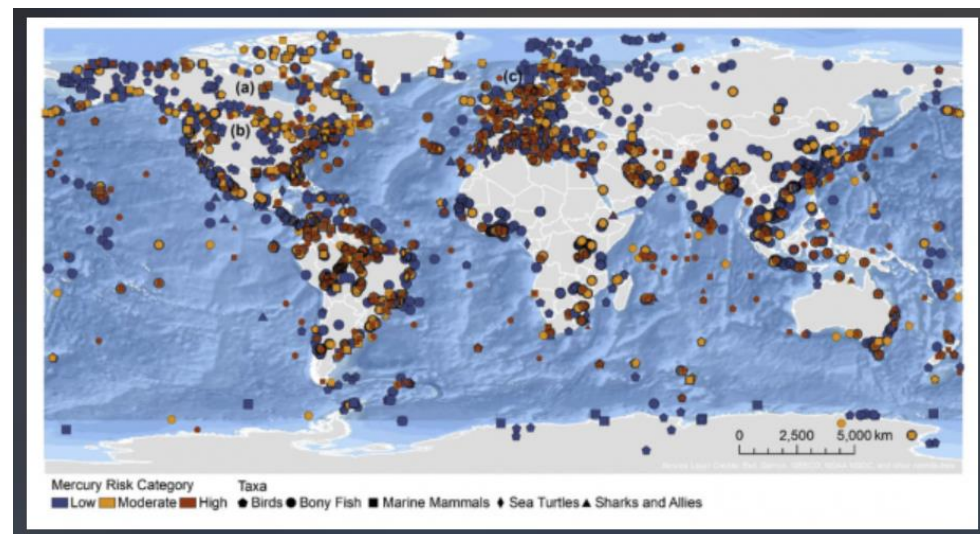 (c)
(a)
(b)
0 2,500 5,000 km
Mercury Risk Category Taxa
Low Moderate High Birds Bony Fish Marine Mammals Sea Turtles Sharks and Allies